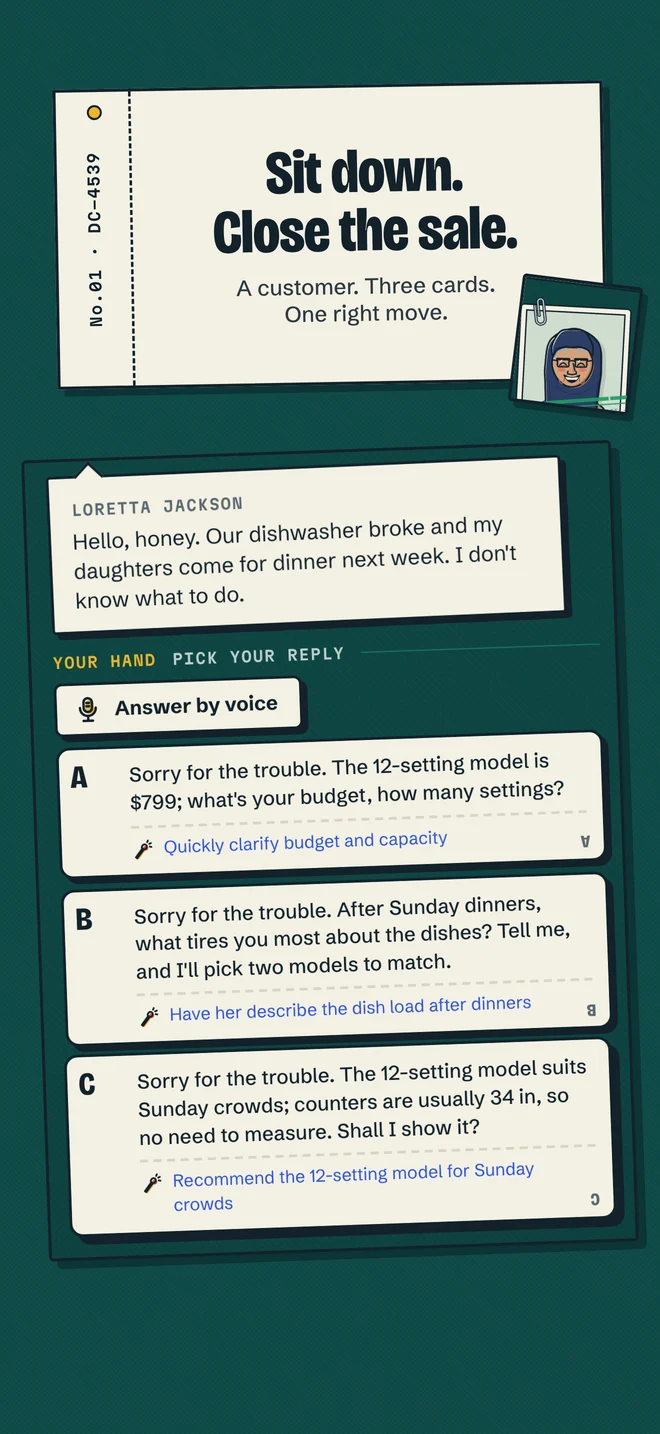 No.01 · DC–4539
Sit down.
Close the sale.
A customer. Three cards.
One right move.
LORETTA JACKSON
Hello, honey. Our dishwasher broke and my
daughters come for dinner next week. I don't
know what to do.
YOUR HAND PICK YOUR REPLY
Answer by voice
A
Sorry for the trouble. The 12-setting model is
$799; what's your budget, how many settings?
Quickly clarify budget and capacity
A
B
Sorry for the trouble. After Sunday dinners,
what tires you most about the dishes? Tell me,
and I'll pick two models to match.
Have her describe the dish load after dinners
B
C
Sorry for the trouble. The 12-setting model suits
Sunday crowds; counters are usually 34 in, so
no need to measure. Shall I show it?
Recommend the 12-setting model for Sunday
crowds
C